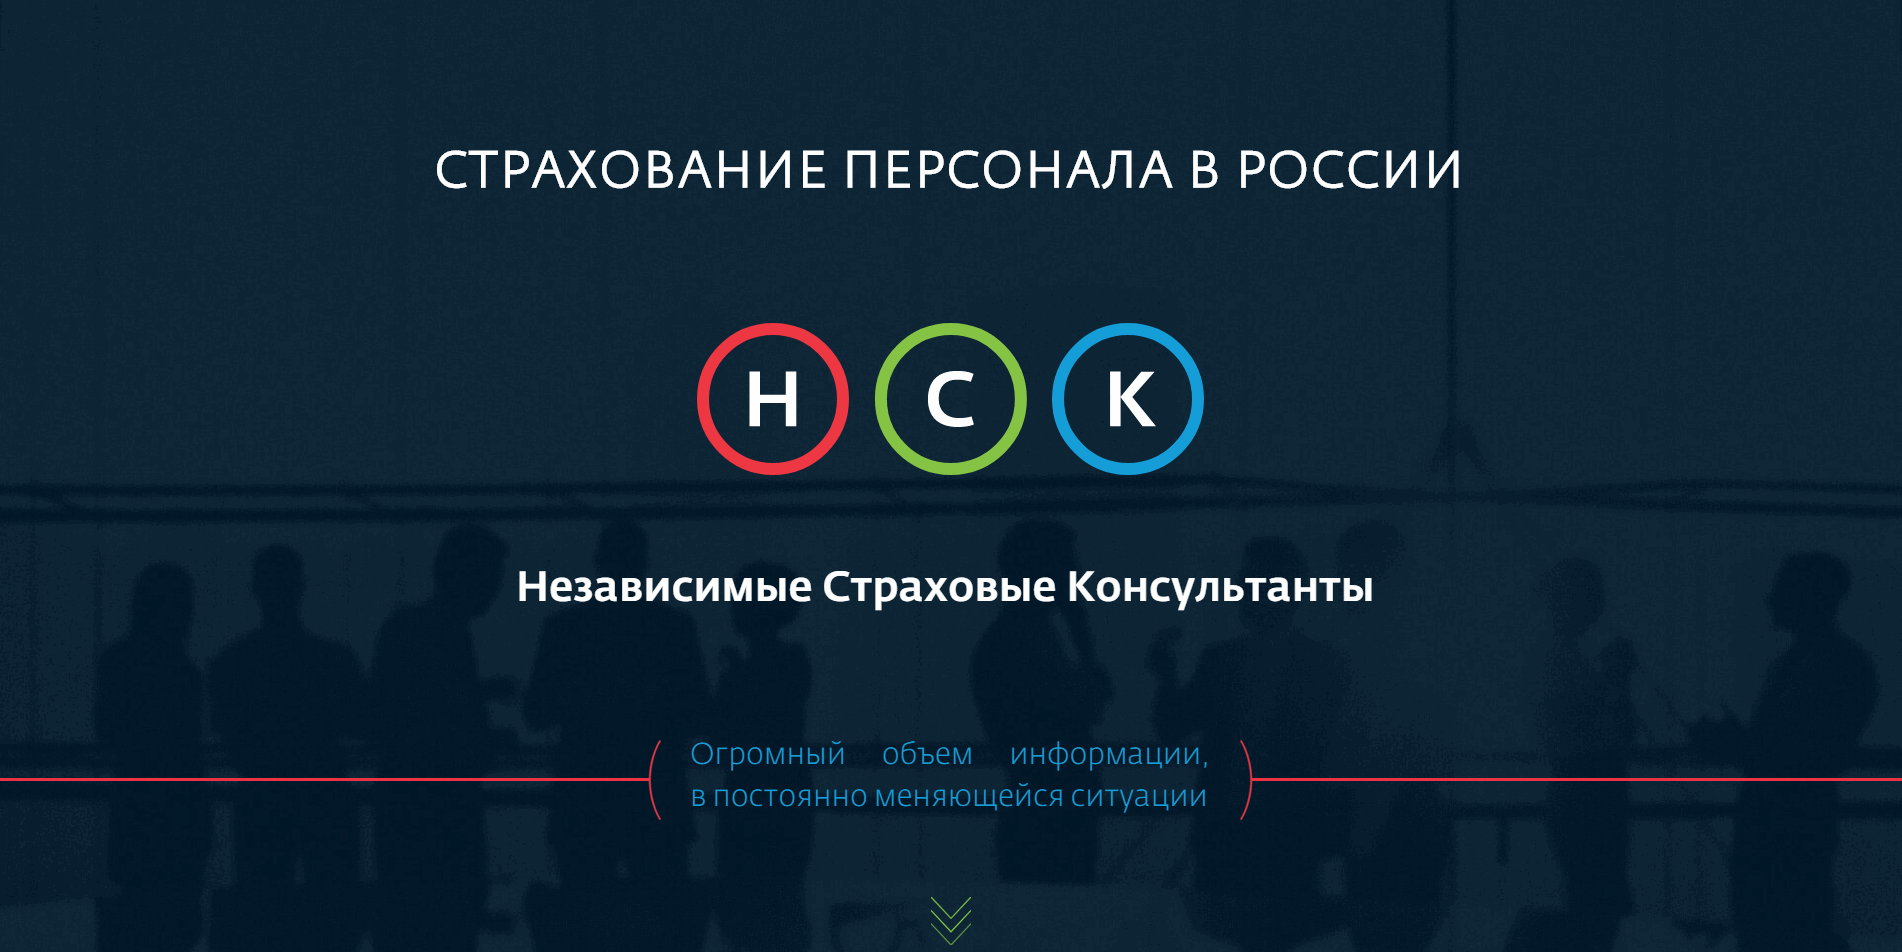 СТРАХОВАНИЕ ПЕРСОНАЛА В РОССИИ
Н С К
Независимые Страховые Консультанты
Огромный объем информации,
в постоянно меняющейся ситуации